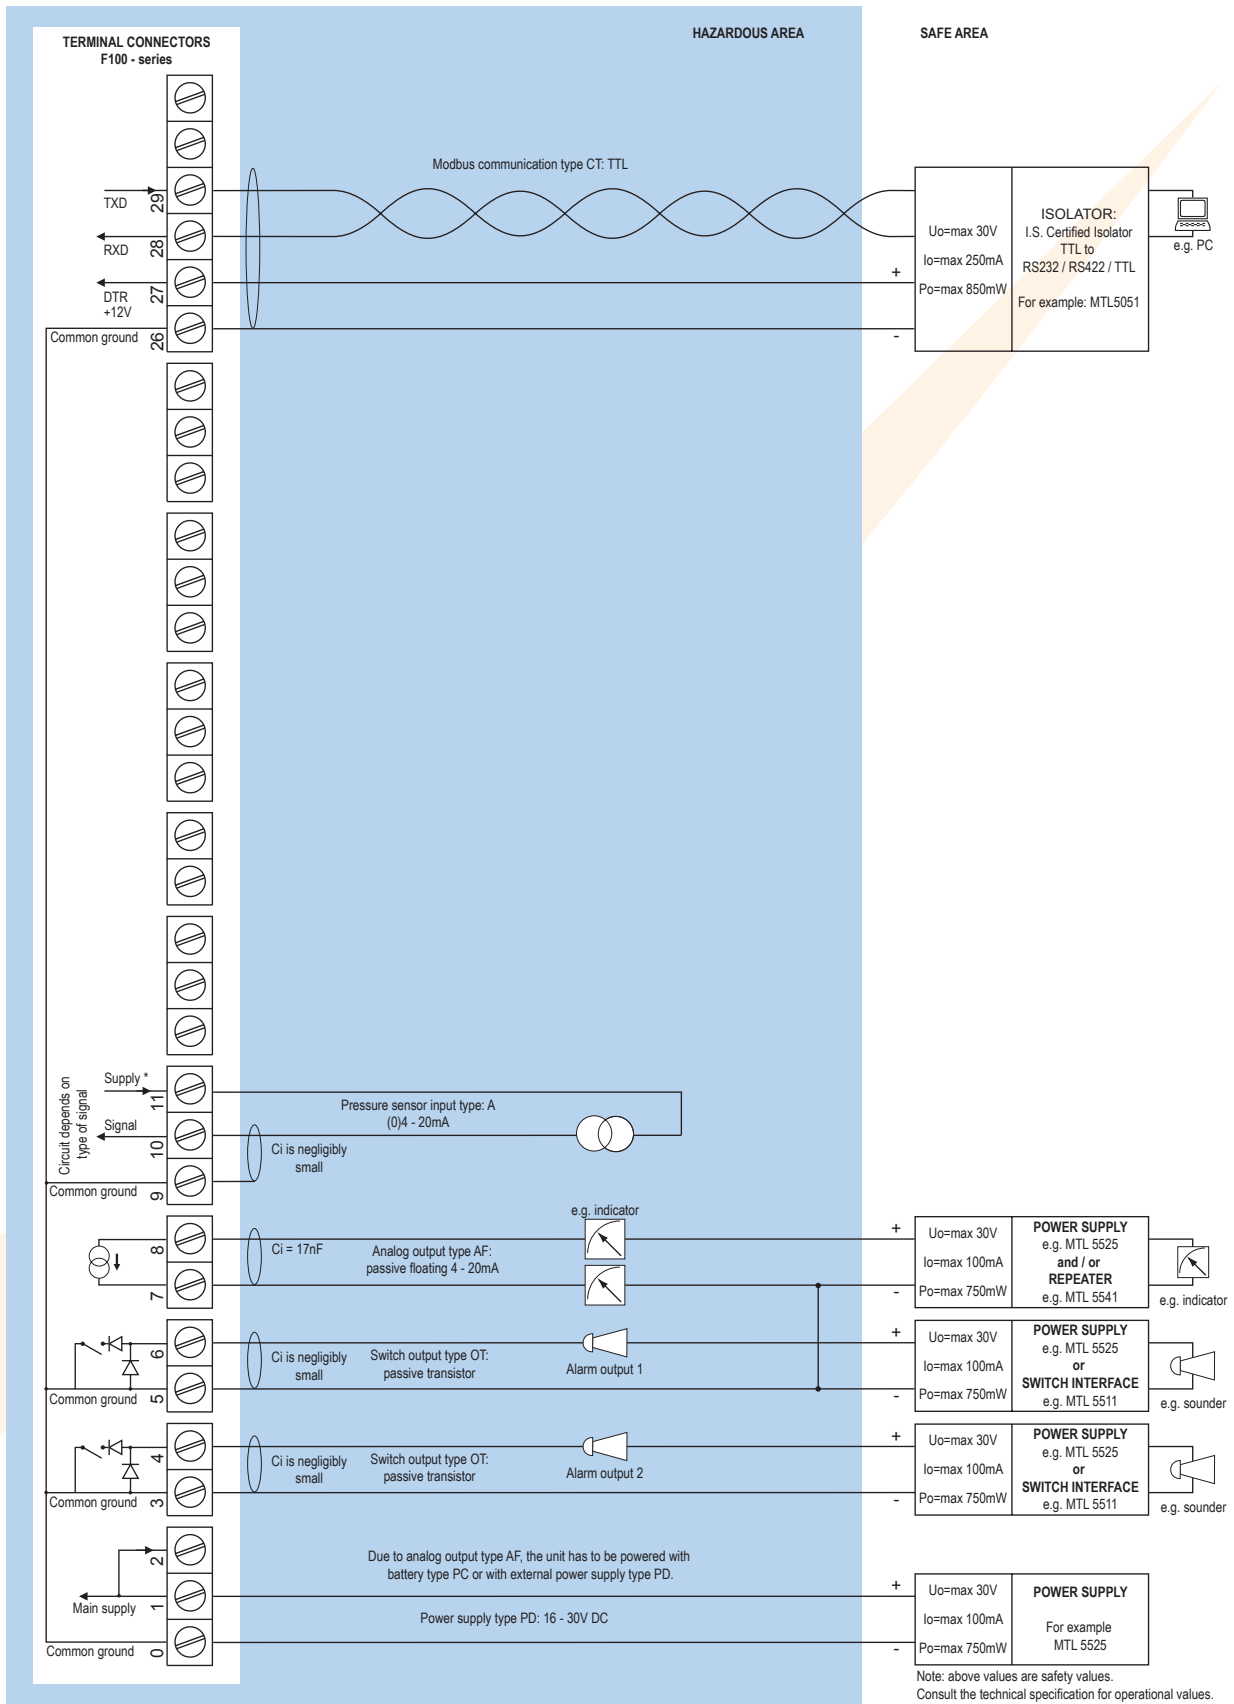 HAZARDOUS AREA
SAFE AREA
TERMINAL CONNECTORS
F100 - series
Modbus communication type CT: TTL
TXD
29
RXD
28
DTR
+12V
27
Common ground
26
+
-
Uo=max 30V
Io=max 250mA
Po=max 850mW
ISOLATOR:
I.S. Certified Isolator
TTL to
RS232 / RS422 / TTL
For example: MTL5051
e.g. PC
Circuit depends on
type of signal
Supply *
11
Signal
10
Common ground
9
Pressure sensor input type: A
(0)4 - 20mA
Ci is negligibly
small
8
7
Ci = 17nF
Analog output type AF:
passive floating 4 - 20mA
e.g. indicator
+
-
Uo=max 30V
Io=max 100mA
Po=max 750mW
POWER SUPPLY
e.g. MTL 5525
and / or
REPEATER
e.g. MTL 5541
e.g. indicator
6
Common ground
5
Ci is negligibly
small
Switch output type OT:
passive transistor
Alarm output 1
+
-
Uo=max 30V
Io=max 100mA
Po=max 750mW
POWER SUPPLY
e.g. MTL 5525
or
SWITCH INTERFACE
e.g. MTL 5511
e.g. sounder
4
Common ground
3
Ci is negligibly
small
Switch output type OT:
passive transistor
Alarm output 2
+
-
Uo=max 30V
Io=max 100mA
Po=max 750mW
POWER SUPPLY
e.g. MTL 5525
or
SWITCH INTERFACE
e.g. MTL 5511
e.g. sounder
2
Main supply
1
Common ground
0
Due to analog output type AF, the unit has to be powered with
battery type PC or with external power supply type PD.
Power supply type PD: 16 - 30V DC
+
-
Uo=max 30V
Io=max 100mA
Po=max 750mW
POWER SUPPLY
For example
MTL 5525
Note: above values are safety values.
Consult the technical specification for operational values.